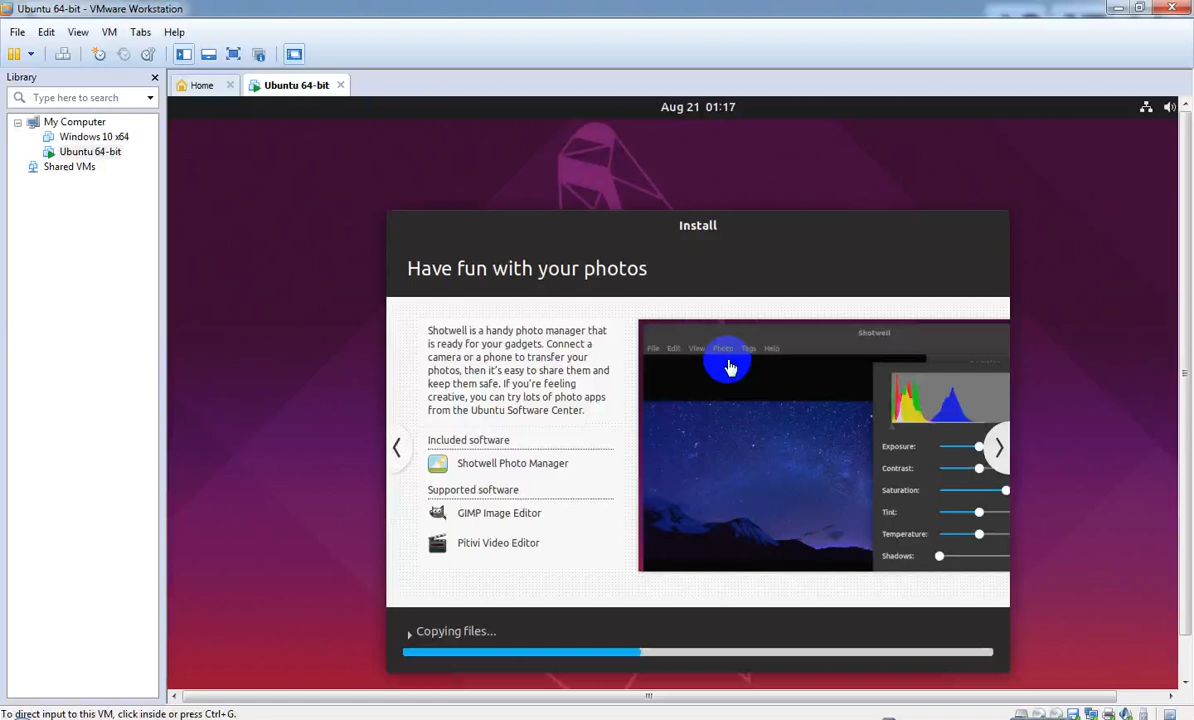 Ubuntu 64-bit - VMware Workstation
File Edit View VM Tabs Help
Library
Type here to search
My Computer
Windows 10 x64
Ubuntu 64-bit
Shared VMs
Home
Ubuntu 64-bit
Aug 21 01:17
Install
Have fun with your photos
Shotwell is a handy photo manager that
is ready for your gadgets. Connect a
camera or a phone to transfer your
photos, then it's easy to share them and
keep them safe. If you're feeling
creative, you can try lots of photo apps
from the Ubuntu Software Center.
Included software
Shotwell Photo Manager
Supported software
GIMP Image Editor
Pitivi Video Editor
Shotwell
File Edit View Photo Tags Help
Exposure:
Contrast:
Saturation:
Tint:
Temperature:
Shadows:
Copying files...
To direct input to this VM, click inside or press Ctrl+G.